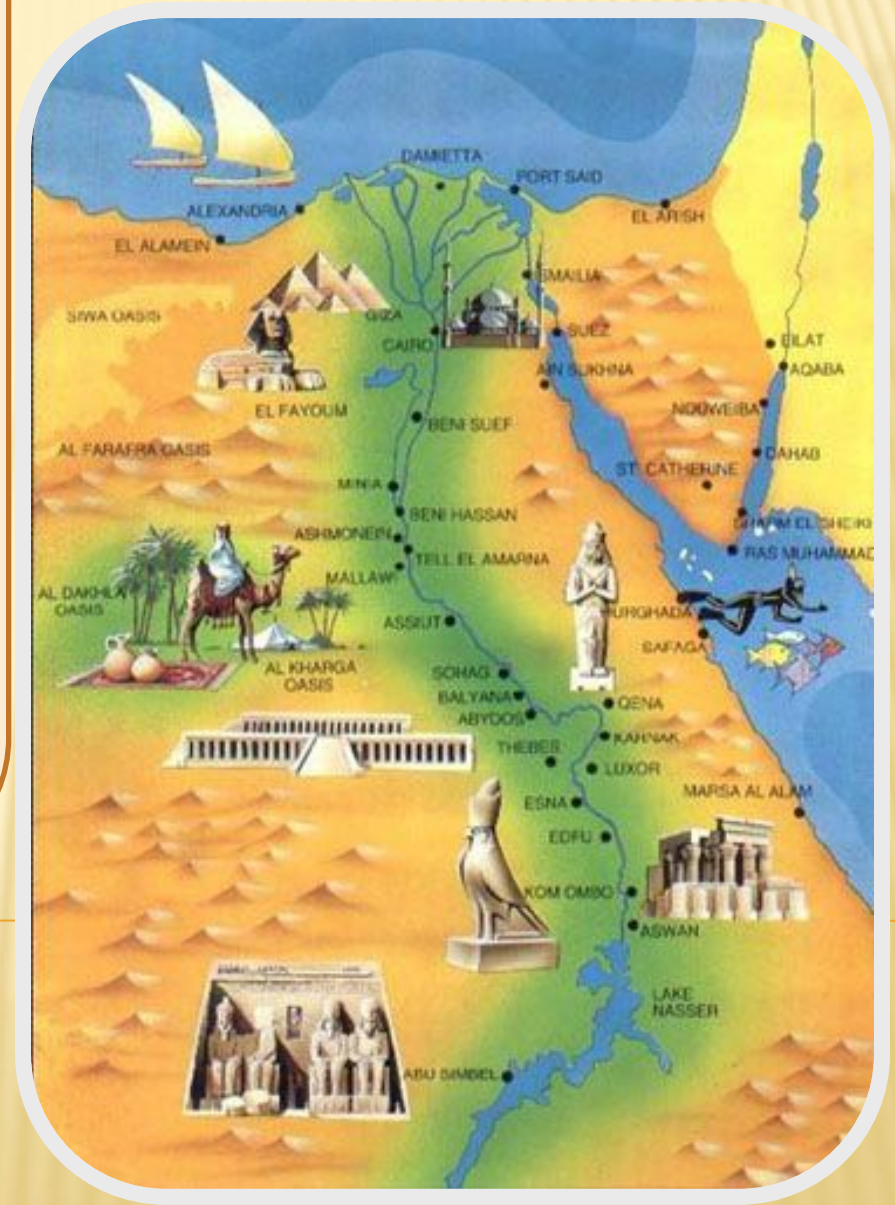 DAMIETTA
PORT SAID
ALEXANDRIA
EL ARISH
EL ALAMEIN
ISMAILIA
SIWA OASIS
GIZA
CAIRO
SUEZ
EILAT
AIN SUKHNA
AQABA
EL FAYOUM
NOUWEIBA
BENI SUEF
AL FARAFRA OASIS
DAHAB
ST. CATHERINE
MINIA
BENI HASSAN
SHARM EL SHEIKH
ASHMONEIN
TELL EL AMARNA
RAS MUHAMMAD
MALLAWI
AL DAKHLA
OASIS
HURGHADA
ASSIUT
SAFAGA
AL KHARGA
OASIS
SOHAG
BALYANA
QENA
ABYDOS
KARNAK
THEBES
LUXOR
MARSA AL ALAM
ESNA
EDFU
KOM OMBO
ASWAN
LAKE
NASSER
ABU SIMBEL